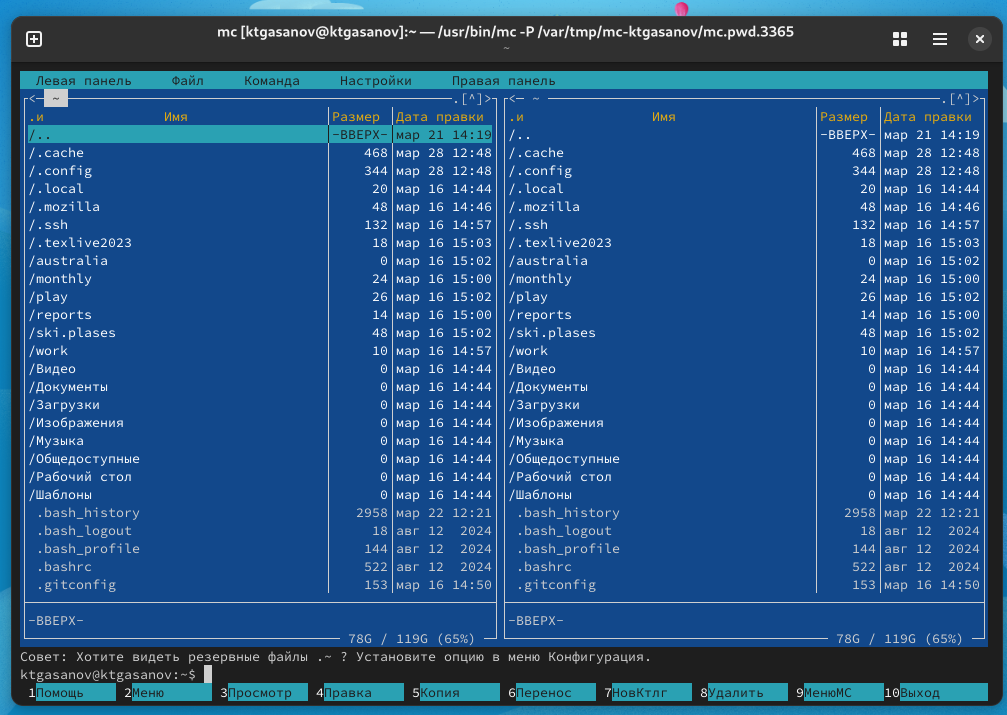 mc [ktgasanov@ktgasanov]:~ — /usr/bin/mc -P /var/tmp/mc-ktgasanov/mc.pwd.3365
~
Левая панель Файл Команда Настройки Правая панель
<─ ~ .[^]> <─ ~ .[^]>
.и Имя Размер Дата правки .и Имя Размер Дата правки
/.. -ВВЕРХ- мар 21 14:19 /.. -ВВЕРХ- мар 21 14:19
/.cache 468 мар 28 12:48 /.cache 468 мар 28 12:48
/.config 344 мар 28 12:48 /.config 344 мар 28 12:48
/.local 20 мар 16 14:44 /.local 20 мар 16 14:44
/.mozilla 48 мар 16 14:46 /.mozilla 48 мар 16 14:46
/.ssh 132 мар 16 14:57 /.ssh 132 мар 16 14:57
/.texlive2023 18 мар 16 15:03 /.texlive2023 18 мар 16 15:03
/australia 0 мар 16 15:02 /australia 0 мар 16 15:02
/monthly 24 мар 16 15:00 /monthly 24 мар 16 15:00
/play 26 мар 16 15:02 /play 26 мар 16 15:02
/reports 14 мар 16 15:00 /reports 14 мар 16 15:00
/ski.plases 48 мар 16 15:02 /ski.plases 48 мар 16 15:02
/work 10 мар 16 14:57 /work 10 мар 16 14:57
/Видео 0 мар 16 14:44 /Видео 0 мар 16 14:44
/Документы 0 мар 16 14:44 /Документы 0 мар 16 14:44
/Загрузки 0 мар 16 14:44 /Загрузки 0 мар 16 14:44
/Изображения 0 мар 16 14:44 /Изображения 0 мар 16 14:44
/Музыка 0 мар 16 14:44 /Музыка 0 мар 16 14:44
/Общедоступные 0 мар 16 14:44 /Общедоступные 0 мар 16 14:44
/Рабочий стол 0 мар 16 14:44 /Рабочий стол 0 мар 16 14:44
/Шаблоны 0 мар 16 14:44 /Шаблоны 0 мар 16 14:44
.bash_history 2958 мар 22 12:21 .bash_history 2958 мар 22 12:21
.bash_logout 18 авг 12 2024 .bash_logout 18 авг 12 2024
.bash_profile 144 авг 12 2024 .bash_profile 144 авг 12 2024
.bashrc 522 авг 12 2024 .bashrc 522 авг 12 2024
.gitconfig 153 мар 16 14:50 .gitconfig 153 мар 16 14:50
-ВВЕРХ- -ВВЕРХ-
78G / 119G (65%) 78G / 119G (65%)
Совет: Хотите видеть резервные файлы .~ ? Установите опцию в меню Конфигурация.
ktgasanov@ktgasanov:~$
1Помощь 2Меню 3Просмотр 4Правка 5Копия 6Перенос 7НовКтлг 8Удалить 9МенюМС 10Выход